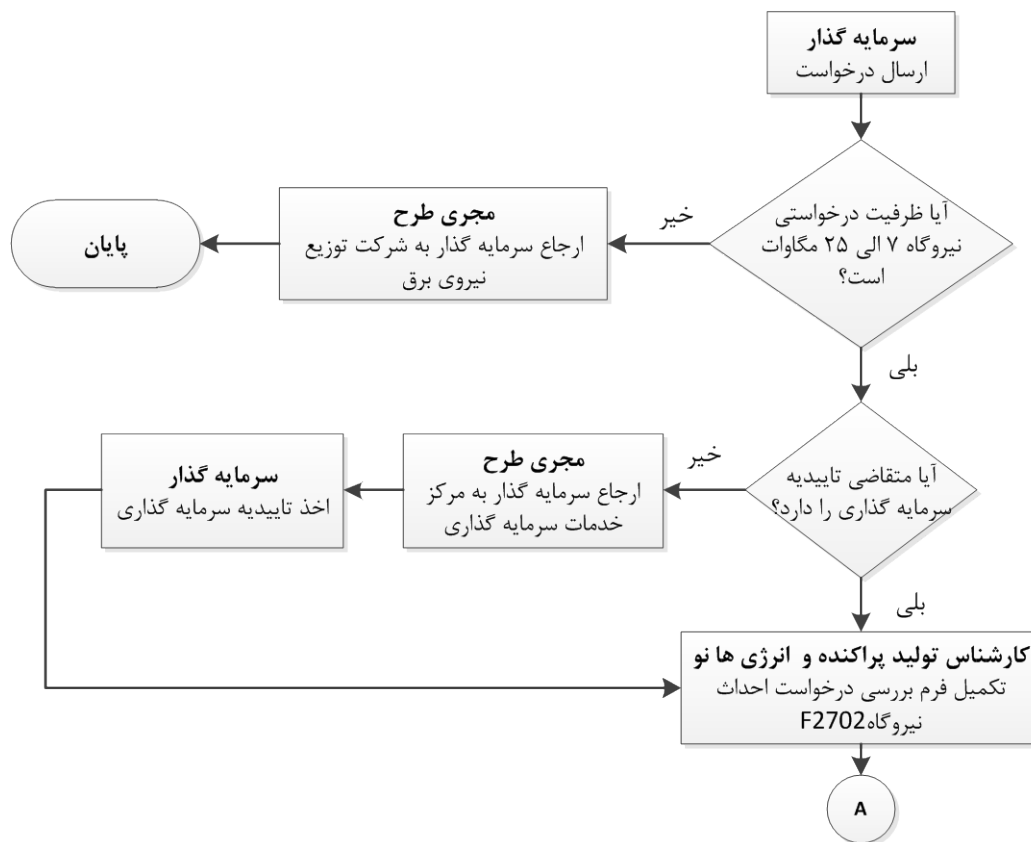 سرمایه گذار
ارسال درخواست
آیا ظرفیت درخواستی
نیروگاه ۷ الی ۲۵ مگاوات
است؟
خیر
مجری طرح
ارجاع سرمایه گذار به شرکت توزیع
نیروی برق
پایان
بلی
آیا متقاضی تاییدیه
سرمایه گذاری را دارد؟
خیر
مجری طرح
ارجاع سرمایه گذار به مرکز
خدمات سرمایه گذاری
سرمایه گذار
اخذ تاییدیه سرمایه گذاری
بلی
کارشناس تولید پراکنده و انرژی ها نو
تکمیل فرم بررسی درخواست احداث
نیروگاه F2702
A